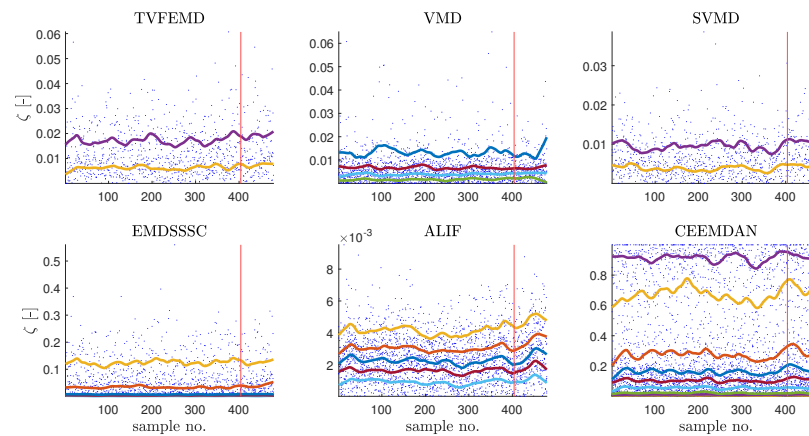 TVFEMD VMD SVMD
0.06
0.05
0.04
0.03
0.02
0.01
ζ [-]
100 200 300 400
0.06
0.05
0.04
0.03
0.02
0.01
100 200 300 400
0.03
0.02
0.01
100 200 300 400
EMDSSSC ALIF CEEMDAN
0.5
0.4
0.3
0.2
0.1
ζ [-]
100 200 300 400
sample no.
×10⁻³
8
6
4
2
100 200 300 400
sample no.
0.8
0.6
0.4
0.2
100 200 300 400
sample no.